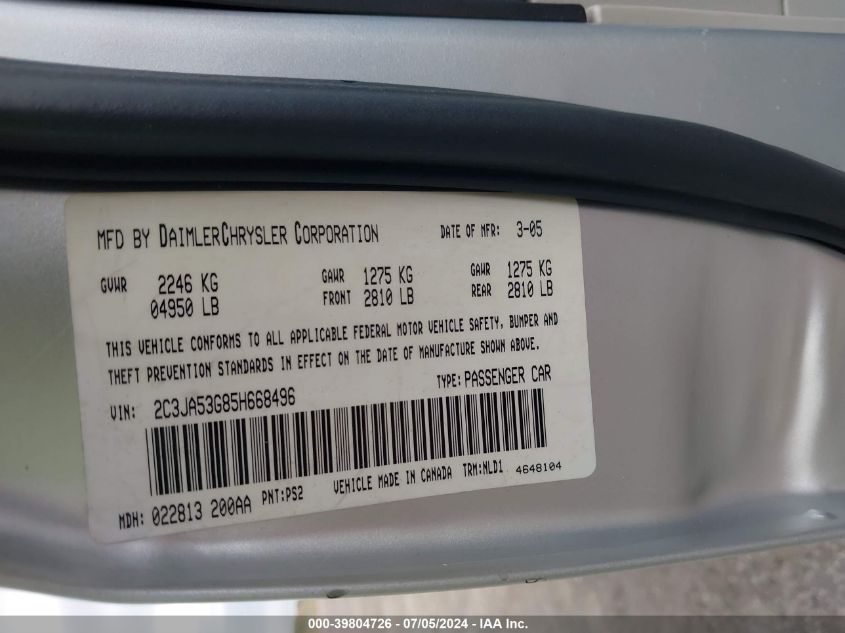 MFD BY DAIMLERCHRYSLER CORPORATION DATE OF MFR: 3-05
GVWR 2246 KG GAWR 1275 KG GAWR 1275 KG
04950 LB FRONT 2810 LB REAR 2810 LB
THIS VEHICLE CONFORMS TO ALL APPLICABLE FEDERAL MOTOR VEHICLE SAFETY, BUMPER AND
THEFT PREVENTION STANDARDS IN EFFECT ON THE DATE OF MANUFACTURE SHOWN ABOVE.
VIN: 2C3JA53G85H668496 TYPE: PASSENGER CAR
VEHICLE MADE IN CANADA TRM:NLD1 4648104
MDH: 022813 200AA PNT:PS2
000-39804726 - 07/05/2024 - IAA Inc.